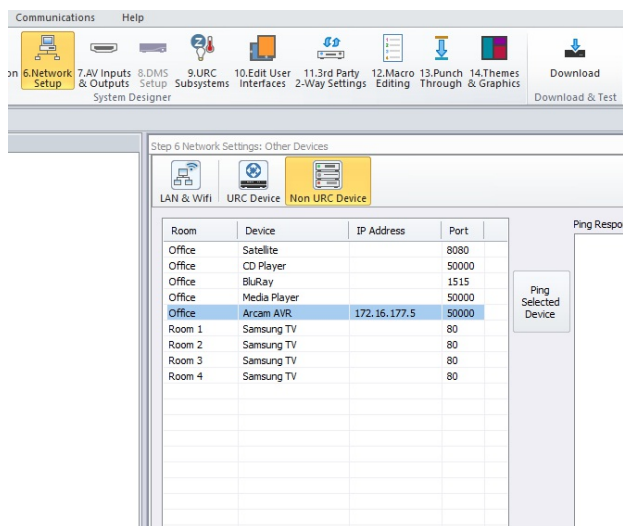 Communications Help
on 6.Network Setup 7.AV Inputs & Outputs 8.DMS Setup 9.URC Subsystems 10.Edit User Interfaces 11.3rd Party 2-Way Settings 12.Macro Editing 13.Punch Through 14.Themes & Graphics Download
System Designer Download & Test
Step 6 Network Settings: Other Devices
LAN & Wifi URC Device Non URC Device
Room Device IP Address Port Ping Respo
Office Satellite 8080
Office CD Player 50000
Office BluRay 1515
Office Media Player 50000
Office Arcam AVR 172.16.177.5 50000
Room 1 Samsung TV 80
Room 2 Samsung TV 80
Room 3 Samsung TV 80
Room 4 Samsung TV 80
Ping
Selected
Device